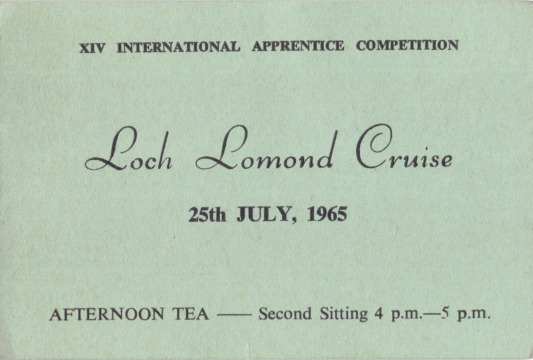 XIV INTERNATIONAL APPRENTICE COMPETITION
Loch Lomond Cruise
25th JULY, 1965
AFTERNOON TEA —— Second Sitting 4 p.m.—5 p.m.